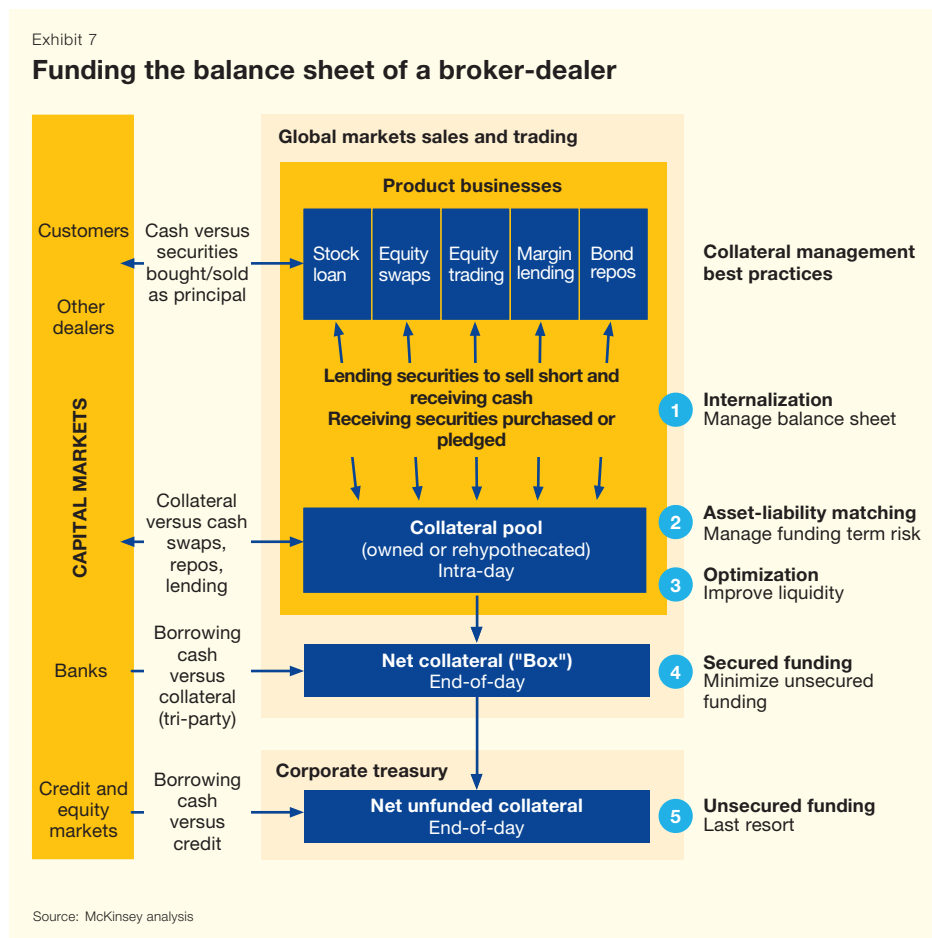 Exhibit 7
Funding the balance sheet of a broker-dealer
Customers
Other
dealers
CAPITAL MARKETS
Banks
Credit and
equity
markets
Cash versus
securities
bought/sold
as principal
Collateral
versus cash
swaps,
repos,
lending
Borrowing
cash
versus
collateral
(tri-party)
Borrowing
cash
versus
credit
Global markets sales and trading
Product businesses
Stock
loan
Equity
swaps
Equity
trading
Margin
lending
Bond
repos
Lending securities to sell short and
receiving cash
Receiving securities purchased or
pledged
Collateral pool
(owned or rehypothecated)
Intra-day
Net collateral ("Box")
End-of-day
Corporate treasury
Net unfunded collateral
End-of-day
Collateral management
best practices
1
Internalization
Manage balance sheet
2
Asset-liability matching
Manage funding term risk
3
Optimization
Improve liquidity
4
Secured funding
Minimize unsecured
funding
5
Unsecured funding
Last resort
Source: McKinsey analysis